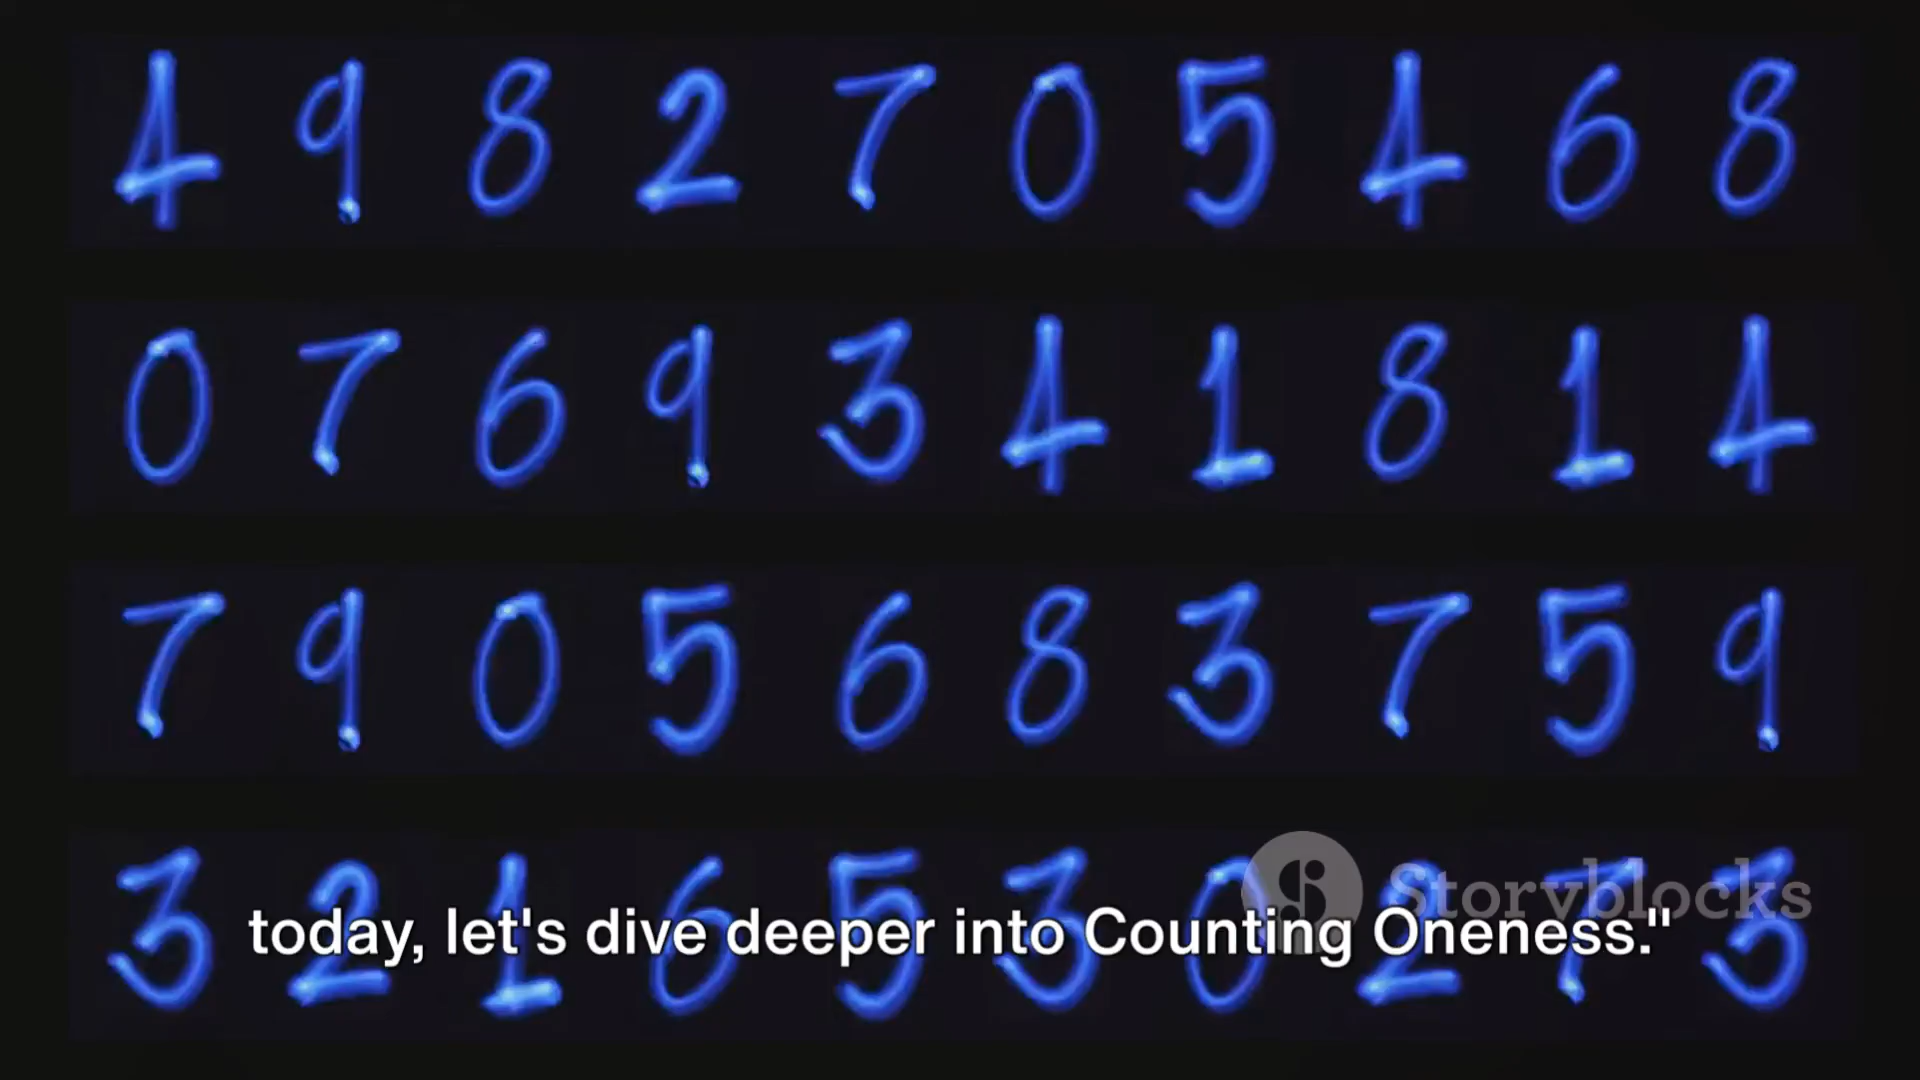 4 9 8 2 7 0 5 4 6 8
0 7 6 9 3 4 1 8 1 4
7 9 0 5 6 8 3 7 5 9
3 2 1 6 5 3 0 2 7 3
Storyblocks
today, let's dive deeper into Counting Oneness."